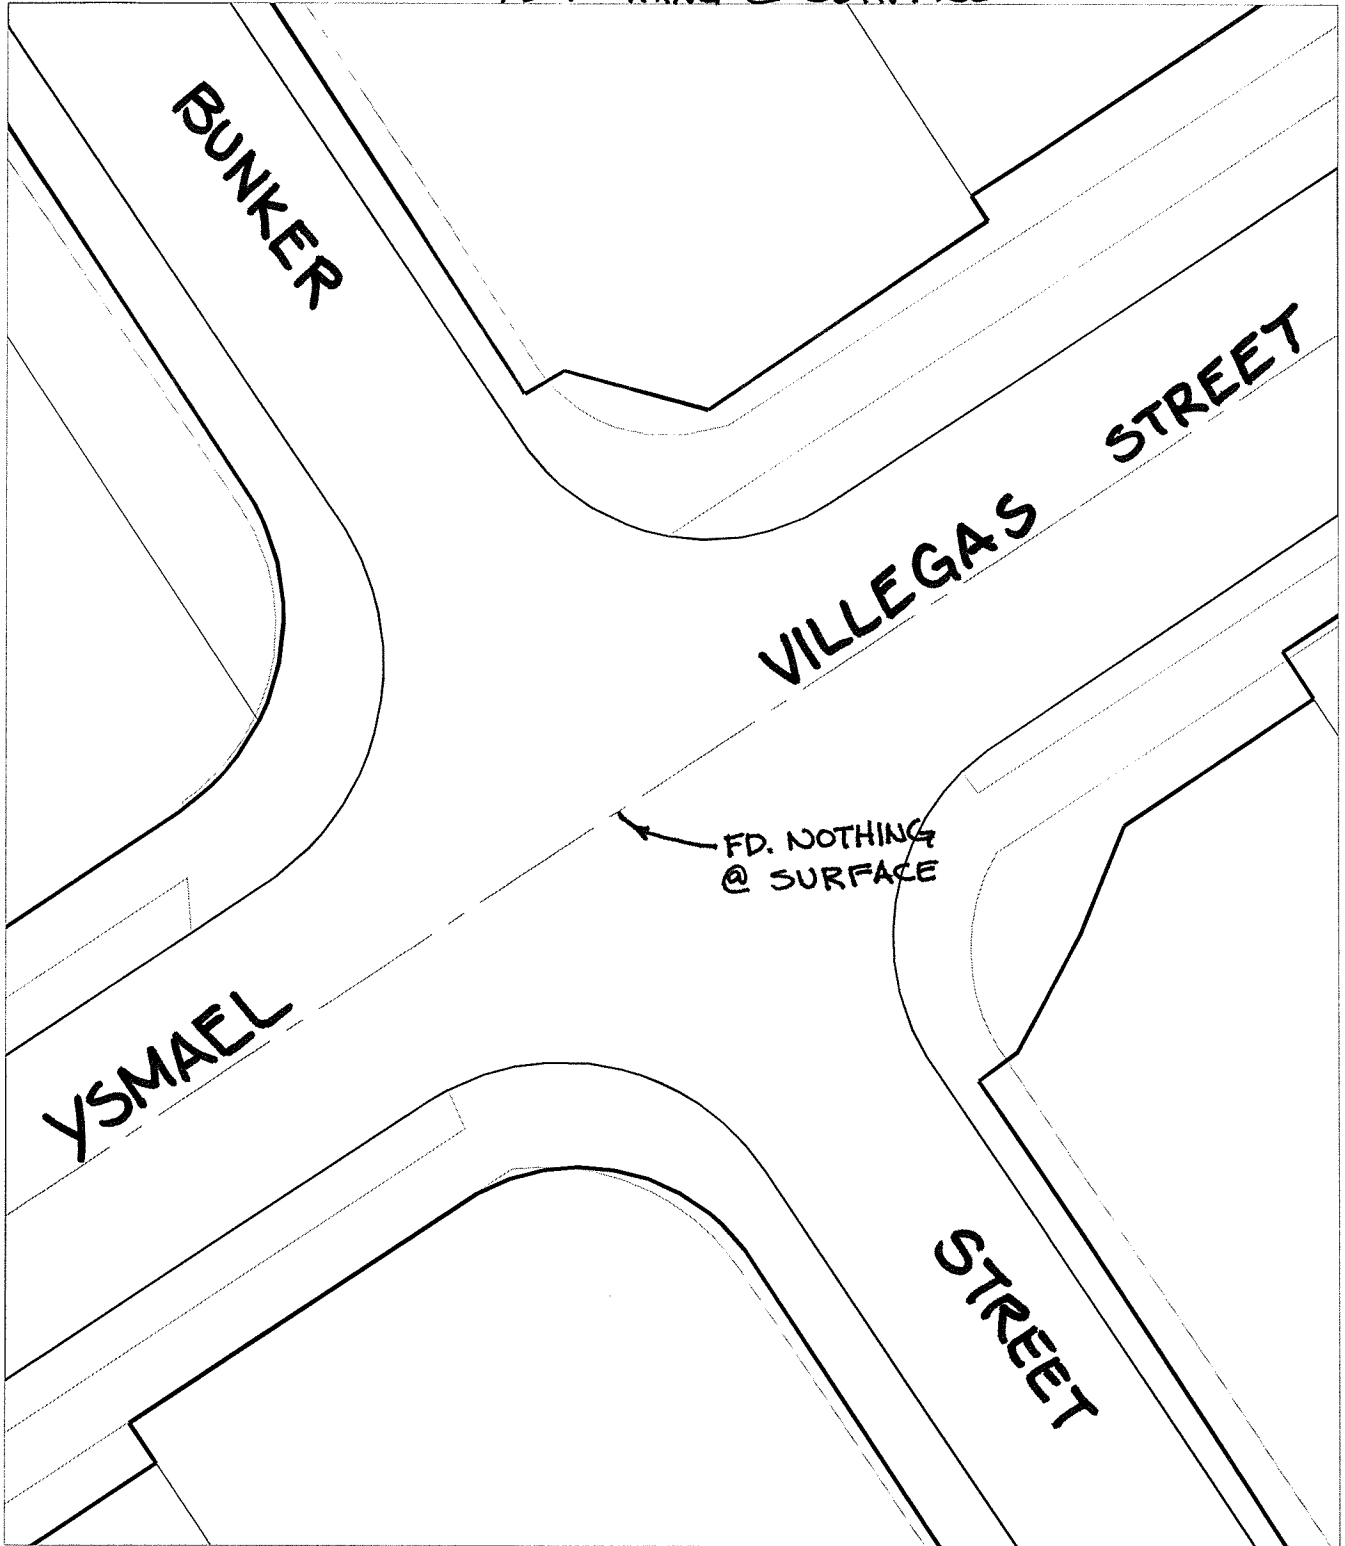 BUNKER
STREET
VILLEGAS
FD. NOTHING
@ SURFACE
YSMAEL
STREET